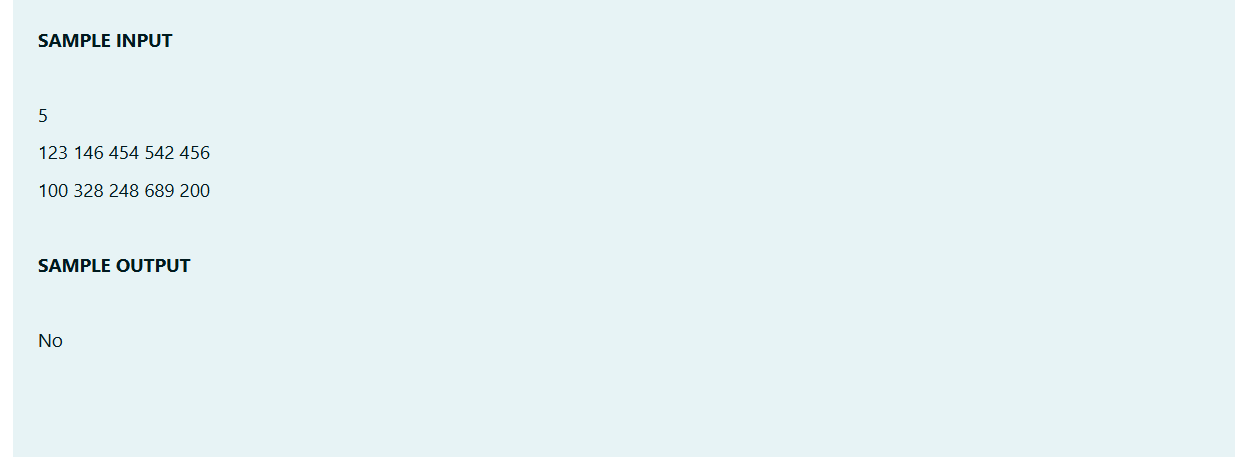 SAMPLE INPUT
5
123 146 454 542 456
100 328 248 689 200
SAMPLE OUTPUT
No